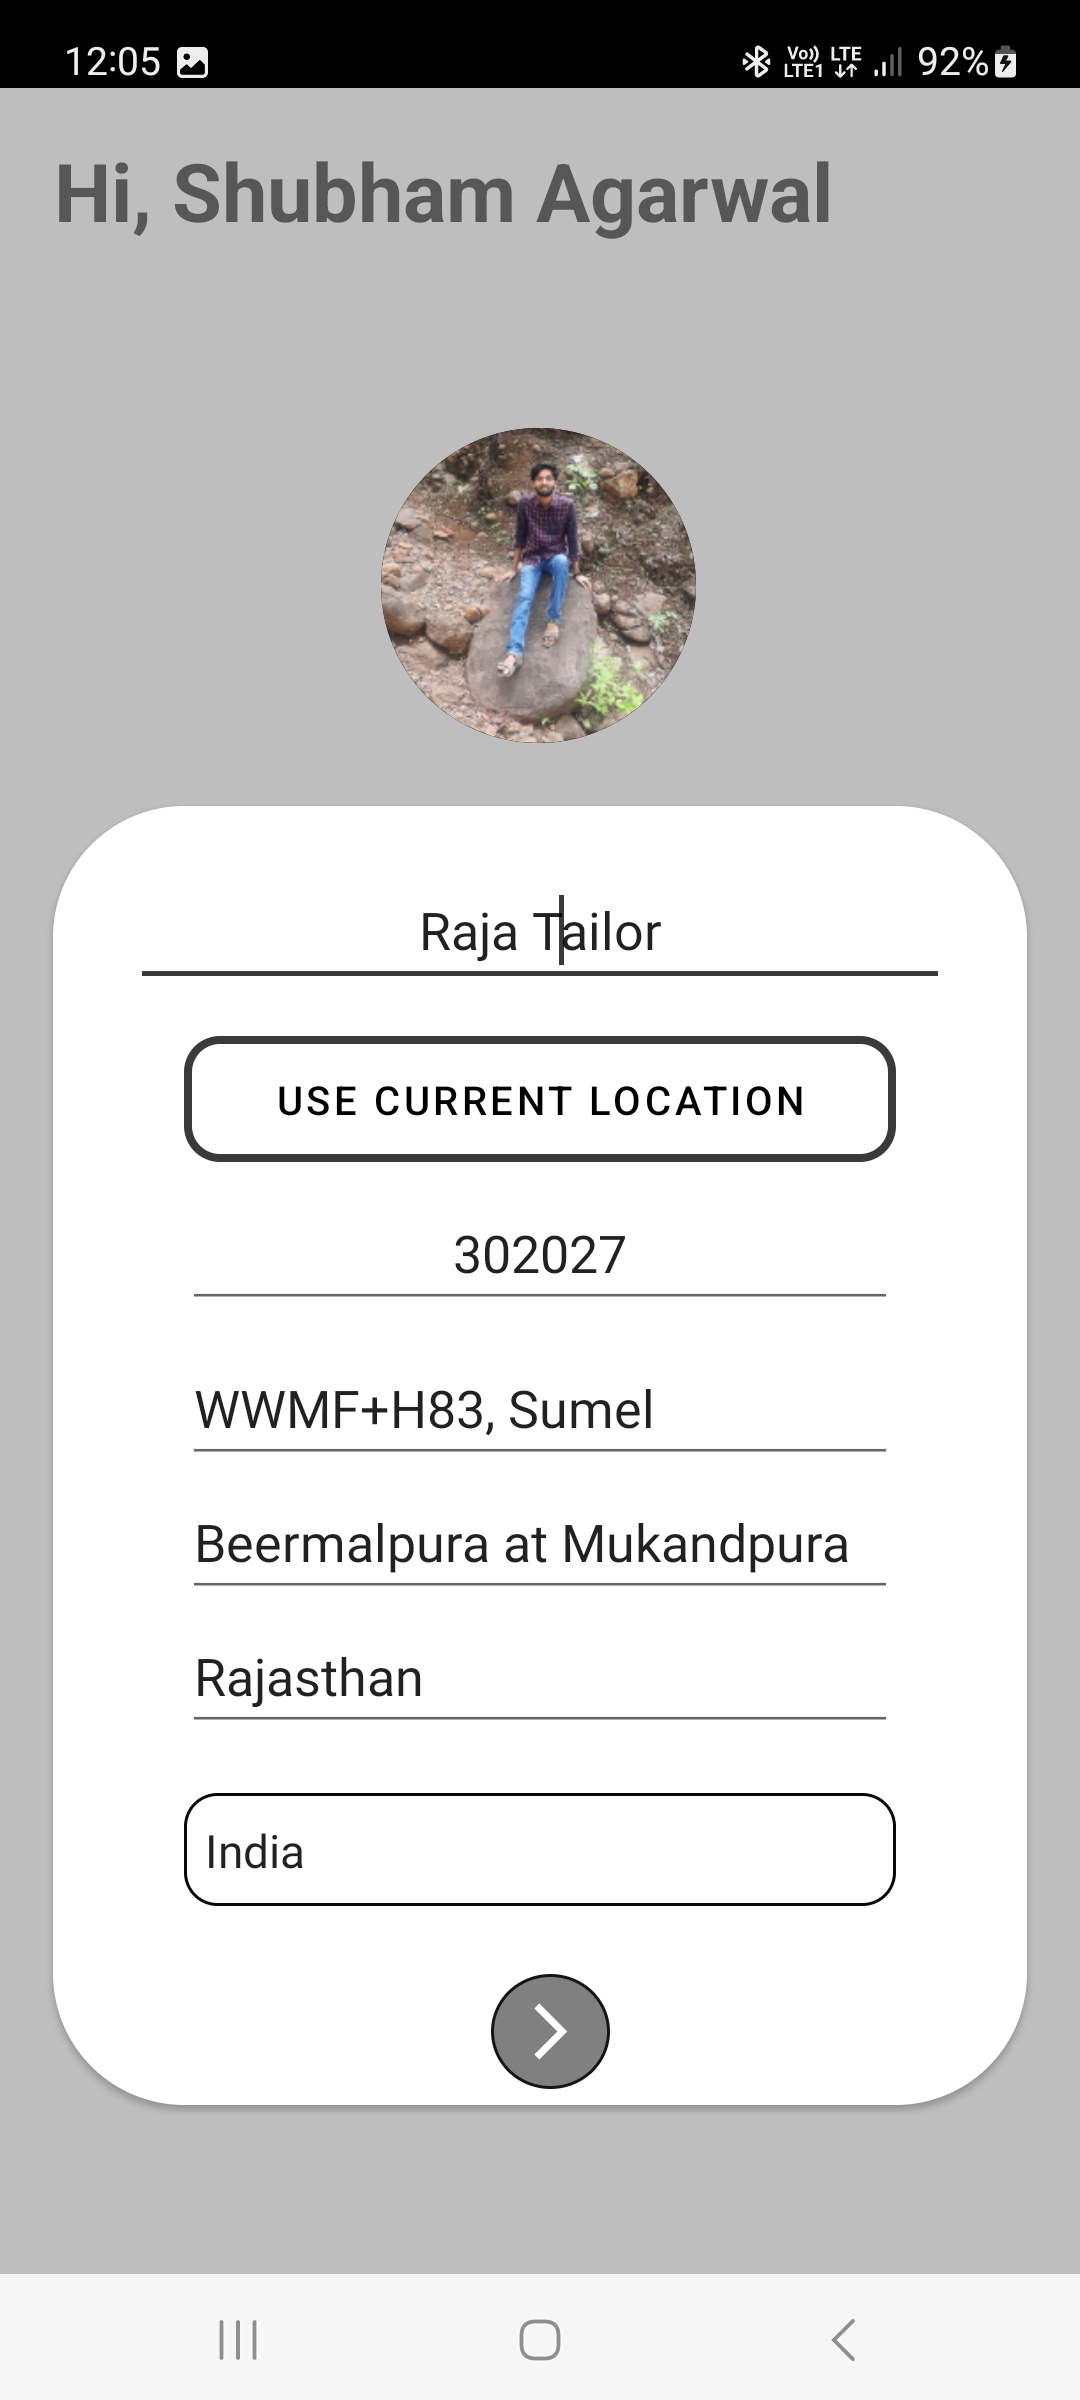 12:05
Vo)) LTE1 LTE 92%
Hi, Shubham Agarwal
Raja Tailor
USE CURRENT LOCATION
302027
WWMF+H83, Sumel
Beermalpura at Mukandpura
Rajasthan
India